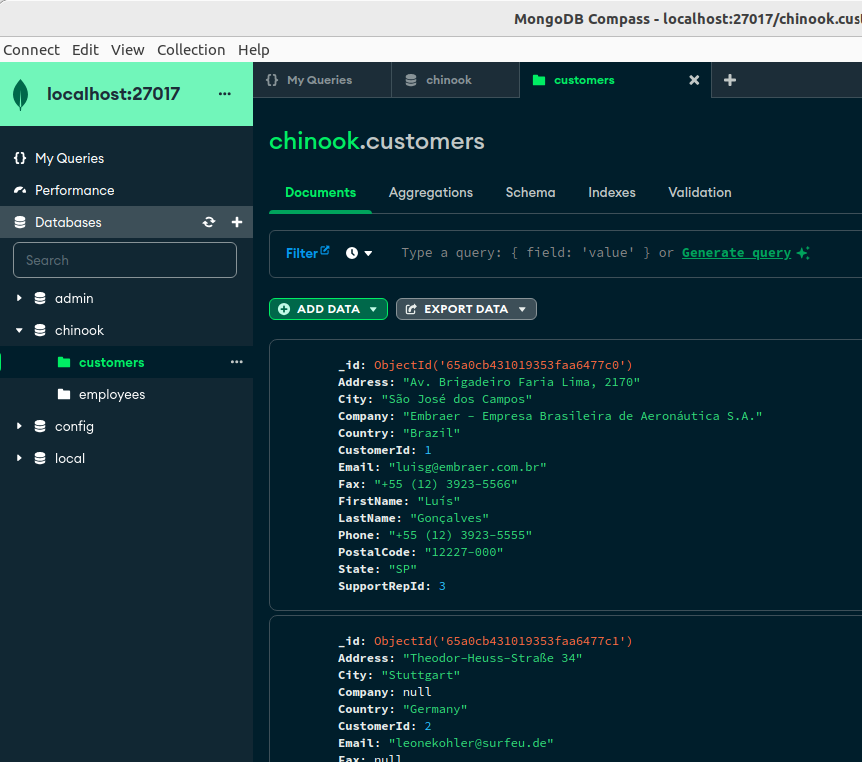 MongoDB Compass - localhost:27017/chinook.cus
Connect Edit View Collection Help
localhost:27017 ...
{} My Queries
Performance
Databases
Search
admin
chinook
customers ...
employees
config
local
{} My Queries chinook customers
chinook.customers
Documents Aggregations Schema Indexes Validation
Filter Type a query: { field: 'value' } or Generate query
ADD DATA EXPORT DATA
_id: ObjectId('65a0cb431019353faa6477c0')
Address: "Av. Brigadeiro Faria Lima, 2170"
City: "São José dos Campos"
Company: "Embraer - Empresa Brasileira de Aeronáutica S.A."
Country: "Brazil"
CustomerId: 1
Email: "luisg@embraer.com.br"
Fax: "+55 (12) 3923-5566"
FirstName: "Luís"
LastName: "Gonçalves"
Phone: "+55 (12) 3923-5555"
PostalCode: "12227-000"
State: "SP"
SupportRepId: 3
_id: ObjectId('65a0cb431019353faa6477c1')
Address: "Theodor-Heuss-Straße 34"
City: "Stuttgart"
Company: null
Country: "Germany"
CustomerId: 2
Email: "leonekohler@surfeu.de"
Fax: null